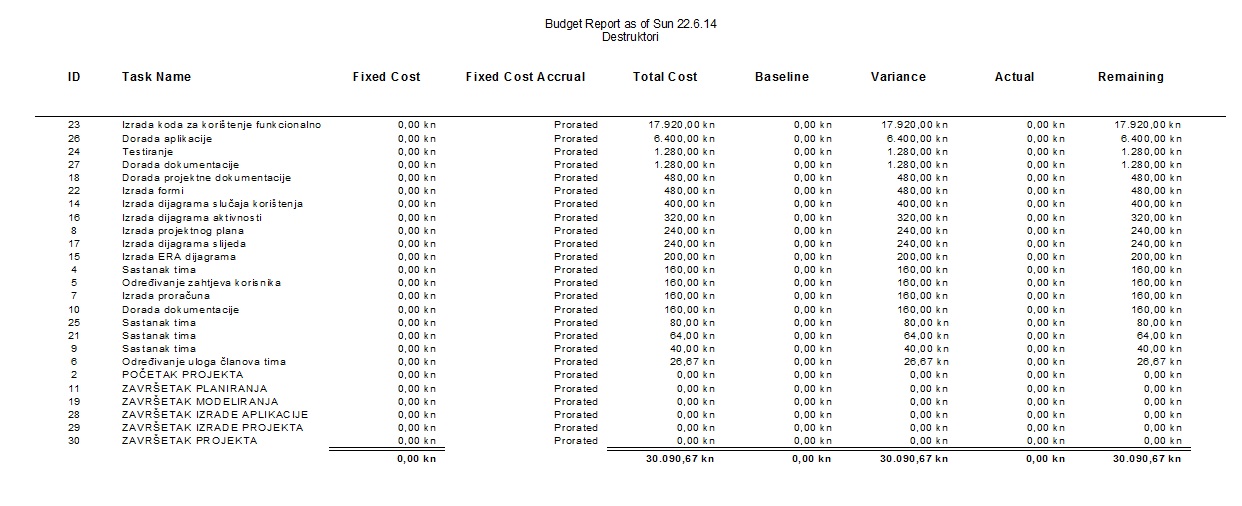 Budget Report as of Sun 22.6.14
Destruktori
ID Task Name Fixed Cost Fixed Cost Accrual Total Cost Baseline Variance Actual Remaining
23 Izrada koda za korištenje funkcionalno 0,00 kn Prorated 17.920,00 kn 0,00 kn 17.920,00 kn 0,00 kn 17.920,00 kn
26 Dorada aplikacije 0,00 kn Prorated 6.400,00 kn 0,00 kn 6.400,00 kn 0,00 kn 6.400,00 kn
24 Testiranje 0,00 kn Prorated 1.280,00 kn 0,00 kn 1.280,00 kn 0,00 kn 1.280,00 kn
27 Dorada dokumentacije 0,00 kn Prorated 1.280,00 kn 0,00 kn 1.280,00 kn 0,00 kn 1.280,00 kn
18 Dorada projektne dokumentacije 0,00 kn Prorated 480,00 kn 0,00 kn 480,00 kn 0,00 kn 480,00 kn
22 Izrada formi 0,00 kn Prorated 480,00 kn 0,00 kn 480,00 kn 0,00 kn 480,00 kn
14 Izrada dijagrama slučaja korištenja 0,00 kn Prorated 400,00 kn 0,00 kn 400,00 kn 0,00 kn 400,00 kn
16 Izrada dijagrama aktivnosti 0,00 kn Prorated 320,00 kn 0,00 kn 320,00 kn 0,00 kn 320,00 kn
8 Izrada projektnog plana 0,00 kn Prorated 240,00 kn 0,00 kn 240,00 kn 0,00 kn 240,00 kn
17 Izrada dijagrama slijeda 0,00 kn Prorated 240,00 kn 0,00 kn 240,00 kn 0,00 kn 240,00 kn
15 Izrada ERA dijagrama 0,00 kn Prorated 200,00 kn 0,00 kn 200,00 kn 0,00 kn 200,00 kn
4 Sastanak tima 0,00 kn Prorated 160,00 kn 0,00 kn 160,00 kn 0,00 kn 160,00 kn
5 Određivanje zahtjeva korisnika 0,00 kn Prorated 160,00 kn 0,00 kn 160,00 kn 0,00 kn 160,00 kn
7 Izrada proračuna 0,00 kn Prorated 160,00 kn 0,00 kn 160,00 kn 0,00 kn 160,00 kn
10 Dorada dokumentacije 0,00 kn Prorated 160,00 kn 0,00 kn 160,00 kn 0,00 kn 160,00 kn
25 Sastanak tima 0,00 kn Prorated 80,00 kn 0,00 kn 80,00 kn 0,00 kn 80,00 kn
21 Sastanak tima 0,00 kn Prorated 64,00 kn 0,00 kn 64,00 kn 0,00 kn 64,00 kn
9 Sastanak tima 0,00 kn Prorated 40,00 kn 0,00 kn 40,00 kn 0,00 kn 40,00 kn
6 Određivanje uloga članova tima 0,00 kn Prorated 26,67 kn 0,00 kn 26,67 kn 0,00 kn 26,67 kn
2 POČETAK PROJEKTA 0,00 kn Prorated 0,00 kn 0,00 kn 0,00 kn 0,00 kn 0,00 kn
11 ZAVRŠETAK PLANIRANJA 0,00 kn Prorated 0,00 kn 0,00 kn 0,00 kn 0,00 kn 0,00 kn
19 ZAVRŠETAK MODELIRANJA 0,00 kn Prorated 0,00 kn 0,00 kn 0,00 kn 0,00 kn 0,00 kn
28 ZAVRŠETAK IZRADE APLIKACIJE 0,00 kn Prorated 0,00 kn 0,00 kn 0,00 kn 0,00 kn 0,00 kn
29 ZAVRŠETAK IZRADE PROJEKTA 0,00 kn Prorated 0,00 kn 0,00 kn 0,00 kn 0,00 kn 0,00 kn
30 ZAVRŠETAK PROJEKTA 0,00 kn Prorated 0,00 kn 0,00 kn 0,00 kn 0,00 kn 0,00 kn
0,00 kn 30.090,67 kn 0,00 kn 30.090,67 kn 0,00 kn 30.090,67 kn